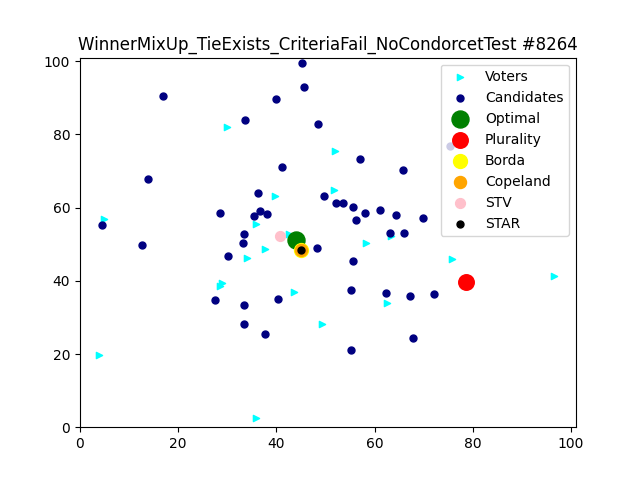 WinnerMixUp_TieExists_CriteriaFail_NoCondorcetTest #8264
100
80
60
40
20
0
0 20 40 60 80 100
Voters
Candidates
Optimal
Plurality
Borda
Copeland
STV
STAR